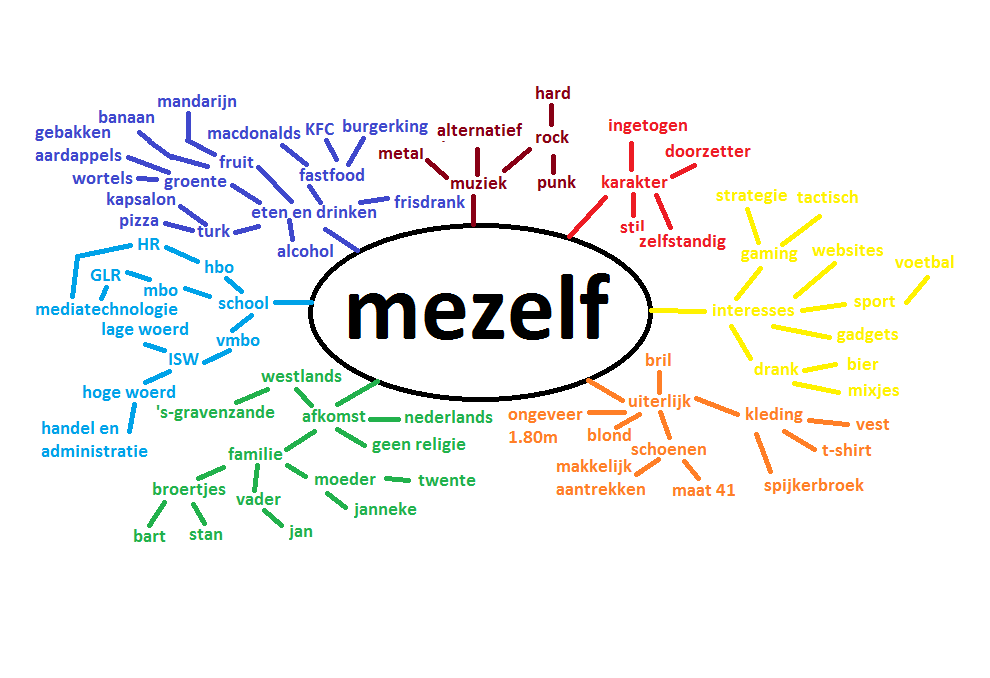 mezelf
eten en drinken
fruit
mandarijn
banaan
groente
gebakken
aardappels
wortels
turk
kapsalon
pizza
alcohol
frisdrank
fastfood
macdonalds
KFC
burgerking
muziek
metal
alternatief
rock
hard
punk
karakter
ingetogen
doorzetter
stil
zelfstandig
interesses
gaming
strategie
tactisch
websites
sport
voetbal
gadgets
drank
bier
mixjes
uiterlijk
bril
ongeveer
1.80m
blond
schoenen
makkelijk
aantrekken
maat 41
kleding
vest
t-shirt
spijkerbroek
afkomst
westlands
's-gravenzande
nederlands
geen religie
familie
moeder
twente
janneke
vader
jan
broertjes
bart
stan
school
hbo
HR
mediatechnologie
mbo
GLR
vmbo
ISW
lage woerd
hoge woerd
handel en
administratie